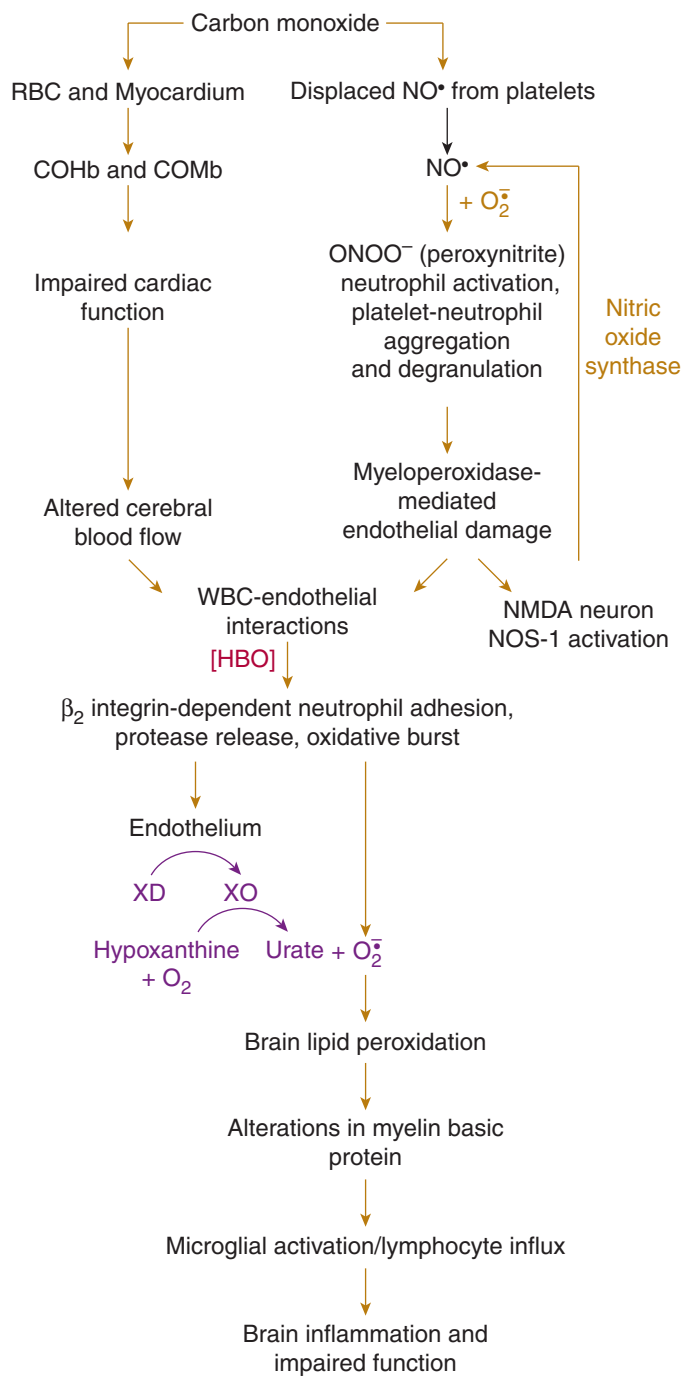 Carbon monoxide
RBC and Myocardium
Displaced NO• from platelets
COHb and COMb
NO•
+ O₂•̄
ONOO⁻ (peroxynitrite)
neutrophil activation,
platelet-neutrophil
aggregation
and degranulation
Impaired cardiac
function
Nitric
oxide
synthase
Myeloperoxidase-
mediated
endothelial damage
Altered cerebral
blood flow
WBC-endothelial
interactions
NMDA neuron
NOS-1 activation
[HBO]
β₂ integrin-dependent neutrophil adhesion,
protease release, oxidative burst
Endothelium
XD XO
Hypoxanthine
+ O₂
Urate + O₂•̄
Brain lipid peroxidation
Alterations in myelin basic
protein
Microglial activation/lymphocyte influx
Brain inflammation and
impaired function